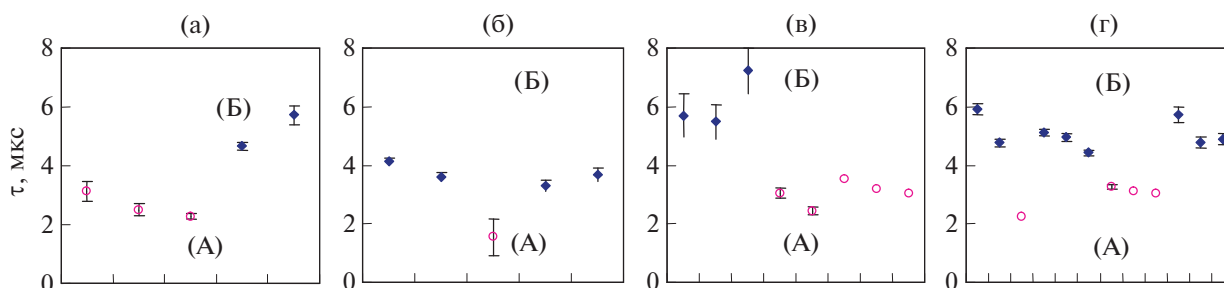 (а) (б) (в) (г)
8 8 8 8
(Б) (Б) (Б) (Б)
6 6 6 6
τ, мкс
4 4 4 4
2 2 2 2
(А) (А) (А) (А)
0 0 0 0